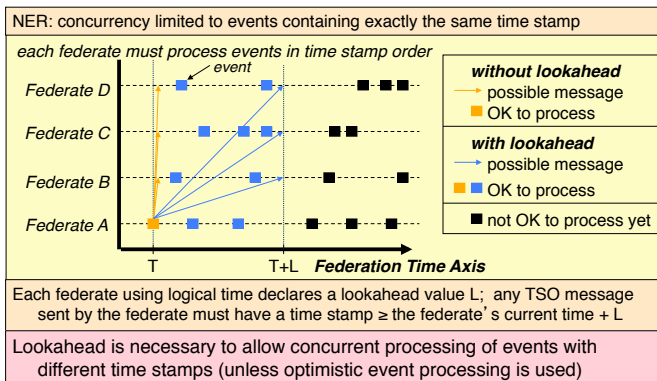 NER: concurrency limited to events containing exactly the same time stamp
each federate must process events in time stamp order
event
Federate D
Federate C
Federate B
Federate A
T
T+L
Federation Time Axis
without lookahead
possible message
OK to process
with lookahead
possible message
OK to process
not OK to process yet
Each federate using logical time declares a lookahead value L; any TSO message
sent by the federate must have a time stamp ≥ the federate's current time + L
Lookahead is necessary to allow concurrent processing of events with
different time stamps (unless optimistic event processing is used)